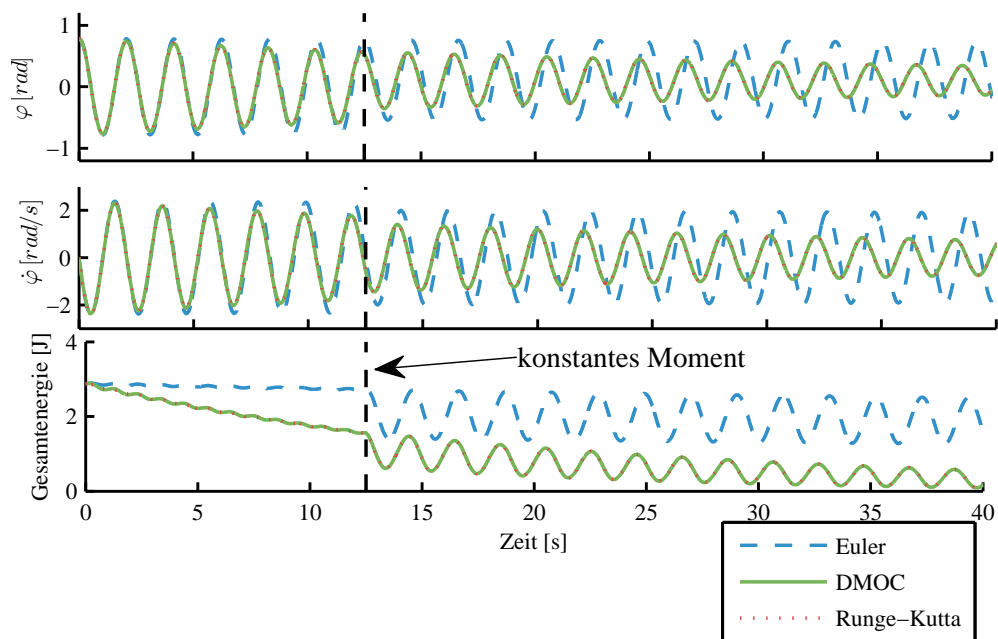 φ [rad]
1
0
−1
φ̇ [rad/s]
2
0
−2
Gesamtenergie [J]
4
2
0
konstantes Moment
0 5 10 15 20 25 30 35 40
Zeit [s]
Euler
DMOC
Runge−Kutta